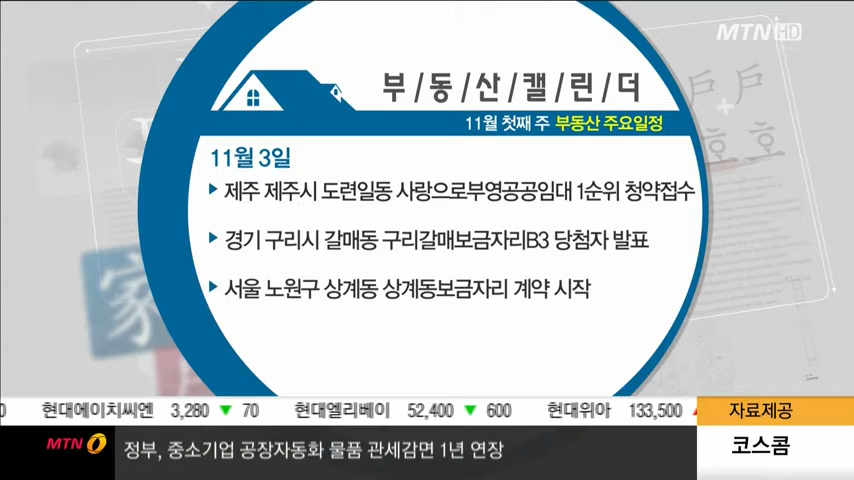 MTN HD
부/동/산/캘/린/더
11월 첫째 주 부동산 주요일정
11월 3일
제주 제주시 도련일동 사랑으로부영공공임대 1순위 청약접수
경기 구리시 갈매동 구리갈매보금자리B3 당첨자 발표
서울 노원구 상계동 상계동보금자리 계약 시작
戶 戶
호 호
家
0 현대에이치씨엔 3,280 ▼ 70 현대엘리베이 52,400 ▼ 600 현대위아 133,500 ▲
자료제공
MTN
정부, 중소기업 공장자동화 물품 관세감면 1년 연장
코스콤